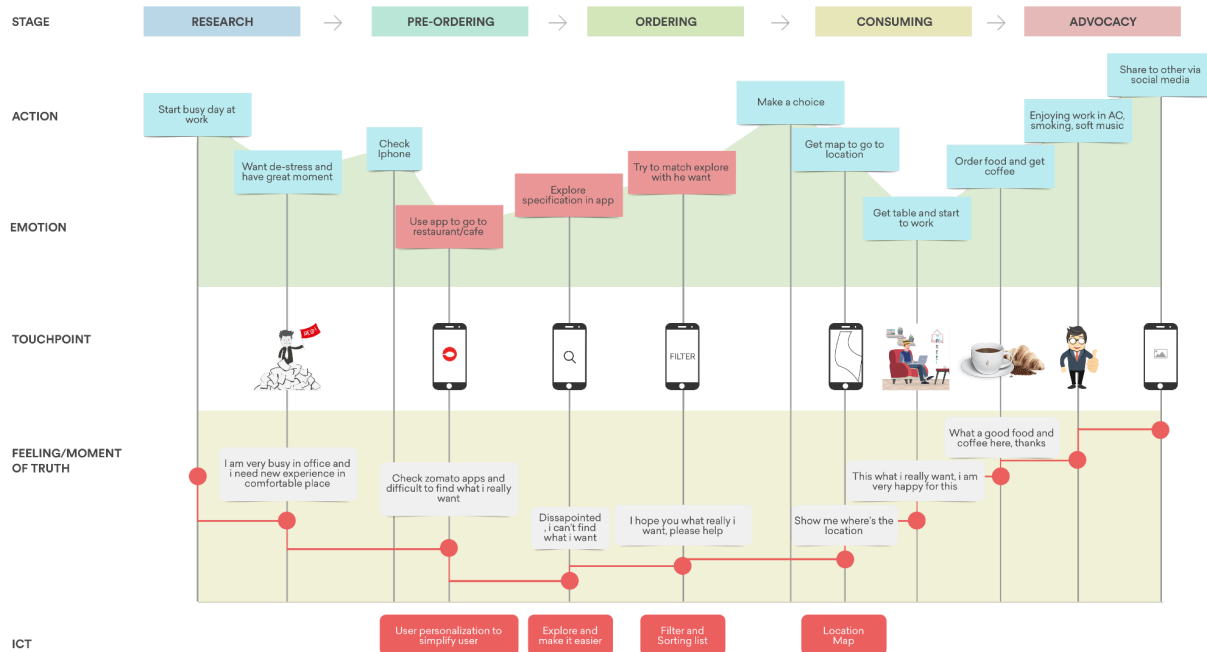 STAGE
RESEARCH
PRE-ORDERING
ORDERING
CONSUMING
ADVOCACY
ACTION
Start busy day at
work
Want de-stress and
have great moment
Check
Iphone
Use app to go to
restaurant/cafe
Explore
specification in app
Try to match explore
with he want
Make a choice
Get map to go to
location
Get table and start
to work
Order food and get
coffee
Enjoying work in AC,
smoking, soft music
Share to other via
social media
EMOTION
TOUCHPOINT
FILTER
FEELING/MOMENT
OF TRUTH
I am very busy in office and
i need new experience in
comfortable place
Check zomato apps and
difficult to find what i really
want
Dissapointed
, i can't find
what i want
I hope you what really i
want, please help
Show me where's the
location
This what i really want, i am
very happy for this
What a good food and
coffee here, thanks
ICT
User personalization to
simplify user
Explore and
make it easier
Filter and
Sorting list
Location
Map